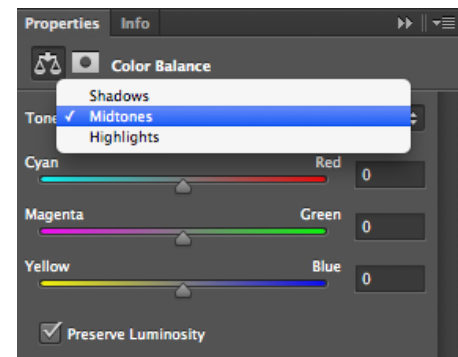 Properties Info
Color Balance
Shadows
Tone ✓ Midtones
Highlights
Cyan Red
0
Magenta Green
0
Yellow Blue
0
Preserve Luminosity